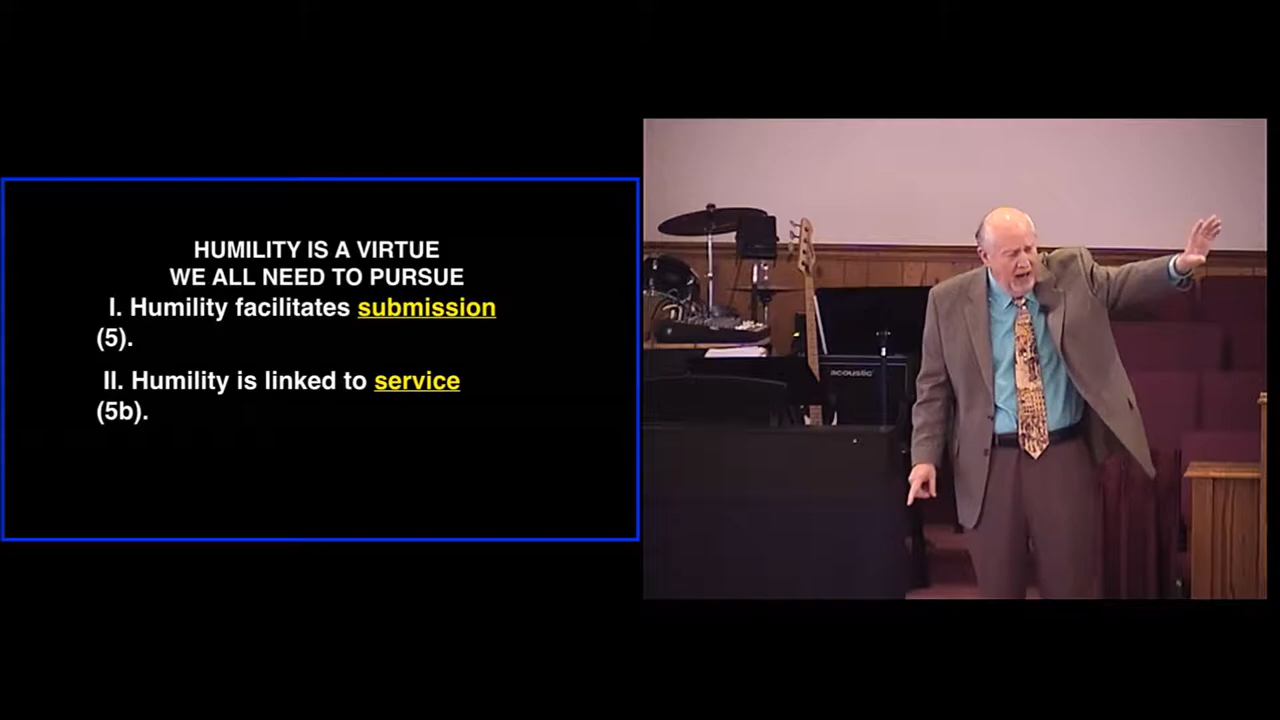 HUMILITY IS A VIRTUE
WE ALL NEED TO PURSUE
I. Humility facilitates submission
(5).
II. Humility is linked to service
(5b).
acoustic